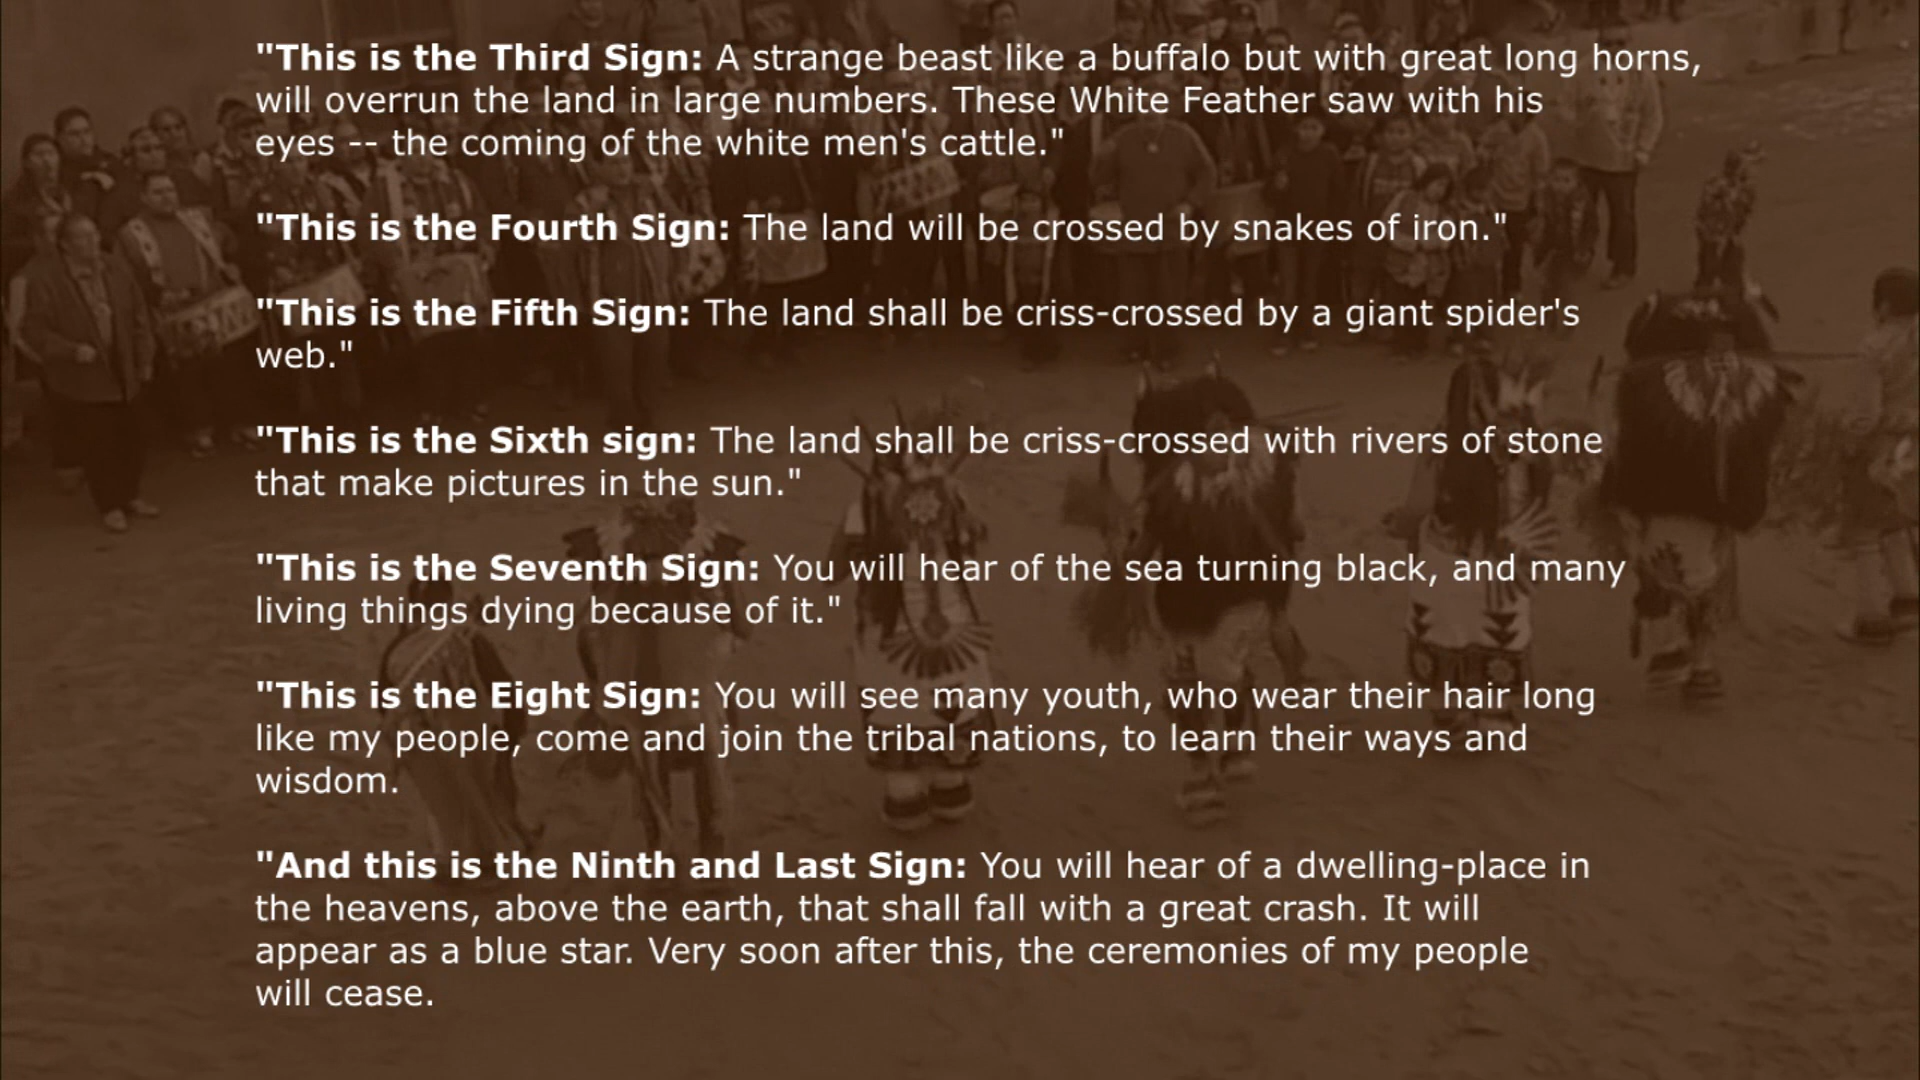 "This is the Third Sign: A strange beast like a buffalo but with great long horns,
will overrun the land in large numbers. These White Feather saw with his
eyes -- the coming of the white men's cattle."
"This is the Fourth Sign: The land will be crossed by snakes of iron."
"This is the Fifth Sign: The land shall be criss-crossed by a giant spider's
web."
"This is the Sixth sign: The land shall be criss-crossed with rivers of stone
that make pictures in the sun."
"This is the Seventh Sign: You will hear of the sea turning black, and many
living things dying because of it."
"This is the Eight Sign: You will see many youth, who wear their hair long
like my people, come and join the tribal nations, to learn their ways and
wisdom.
"And this is the Ninth and Last Sign: You will hear of a dwelling-place in
the heavens, above the earth, that shall fall with a great crash. It will
appear as a blue star. Very soon after this, the ceremonies of my people
will cease.